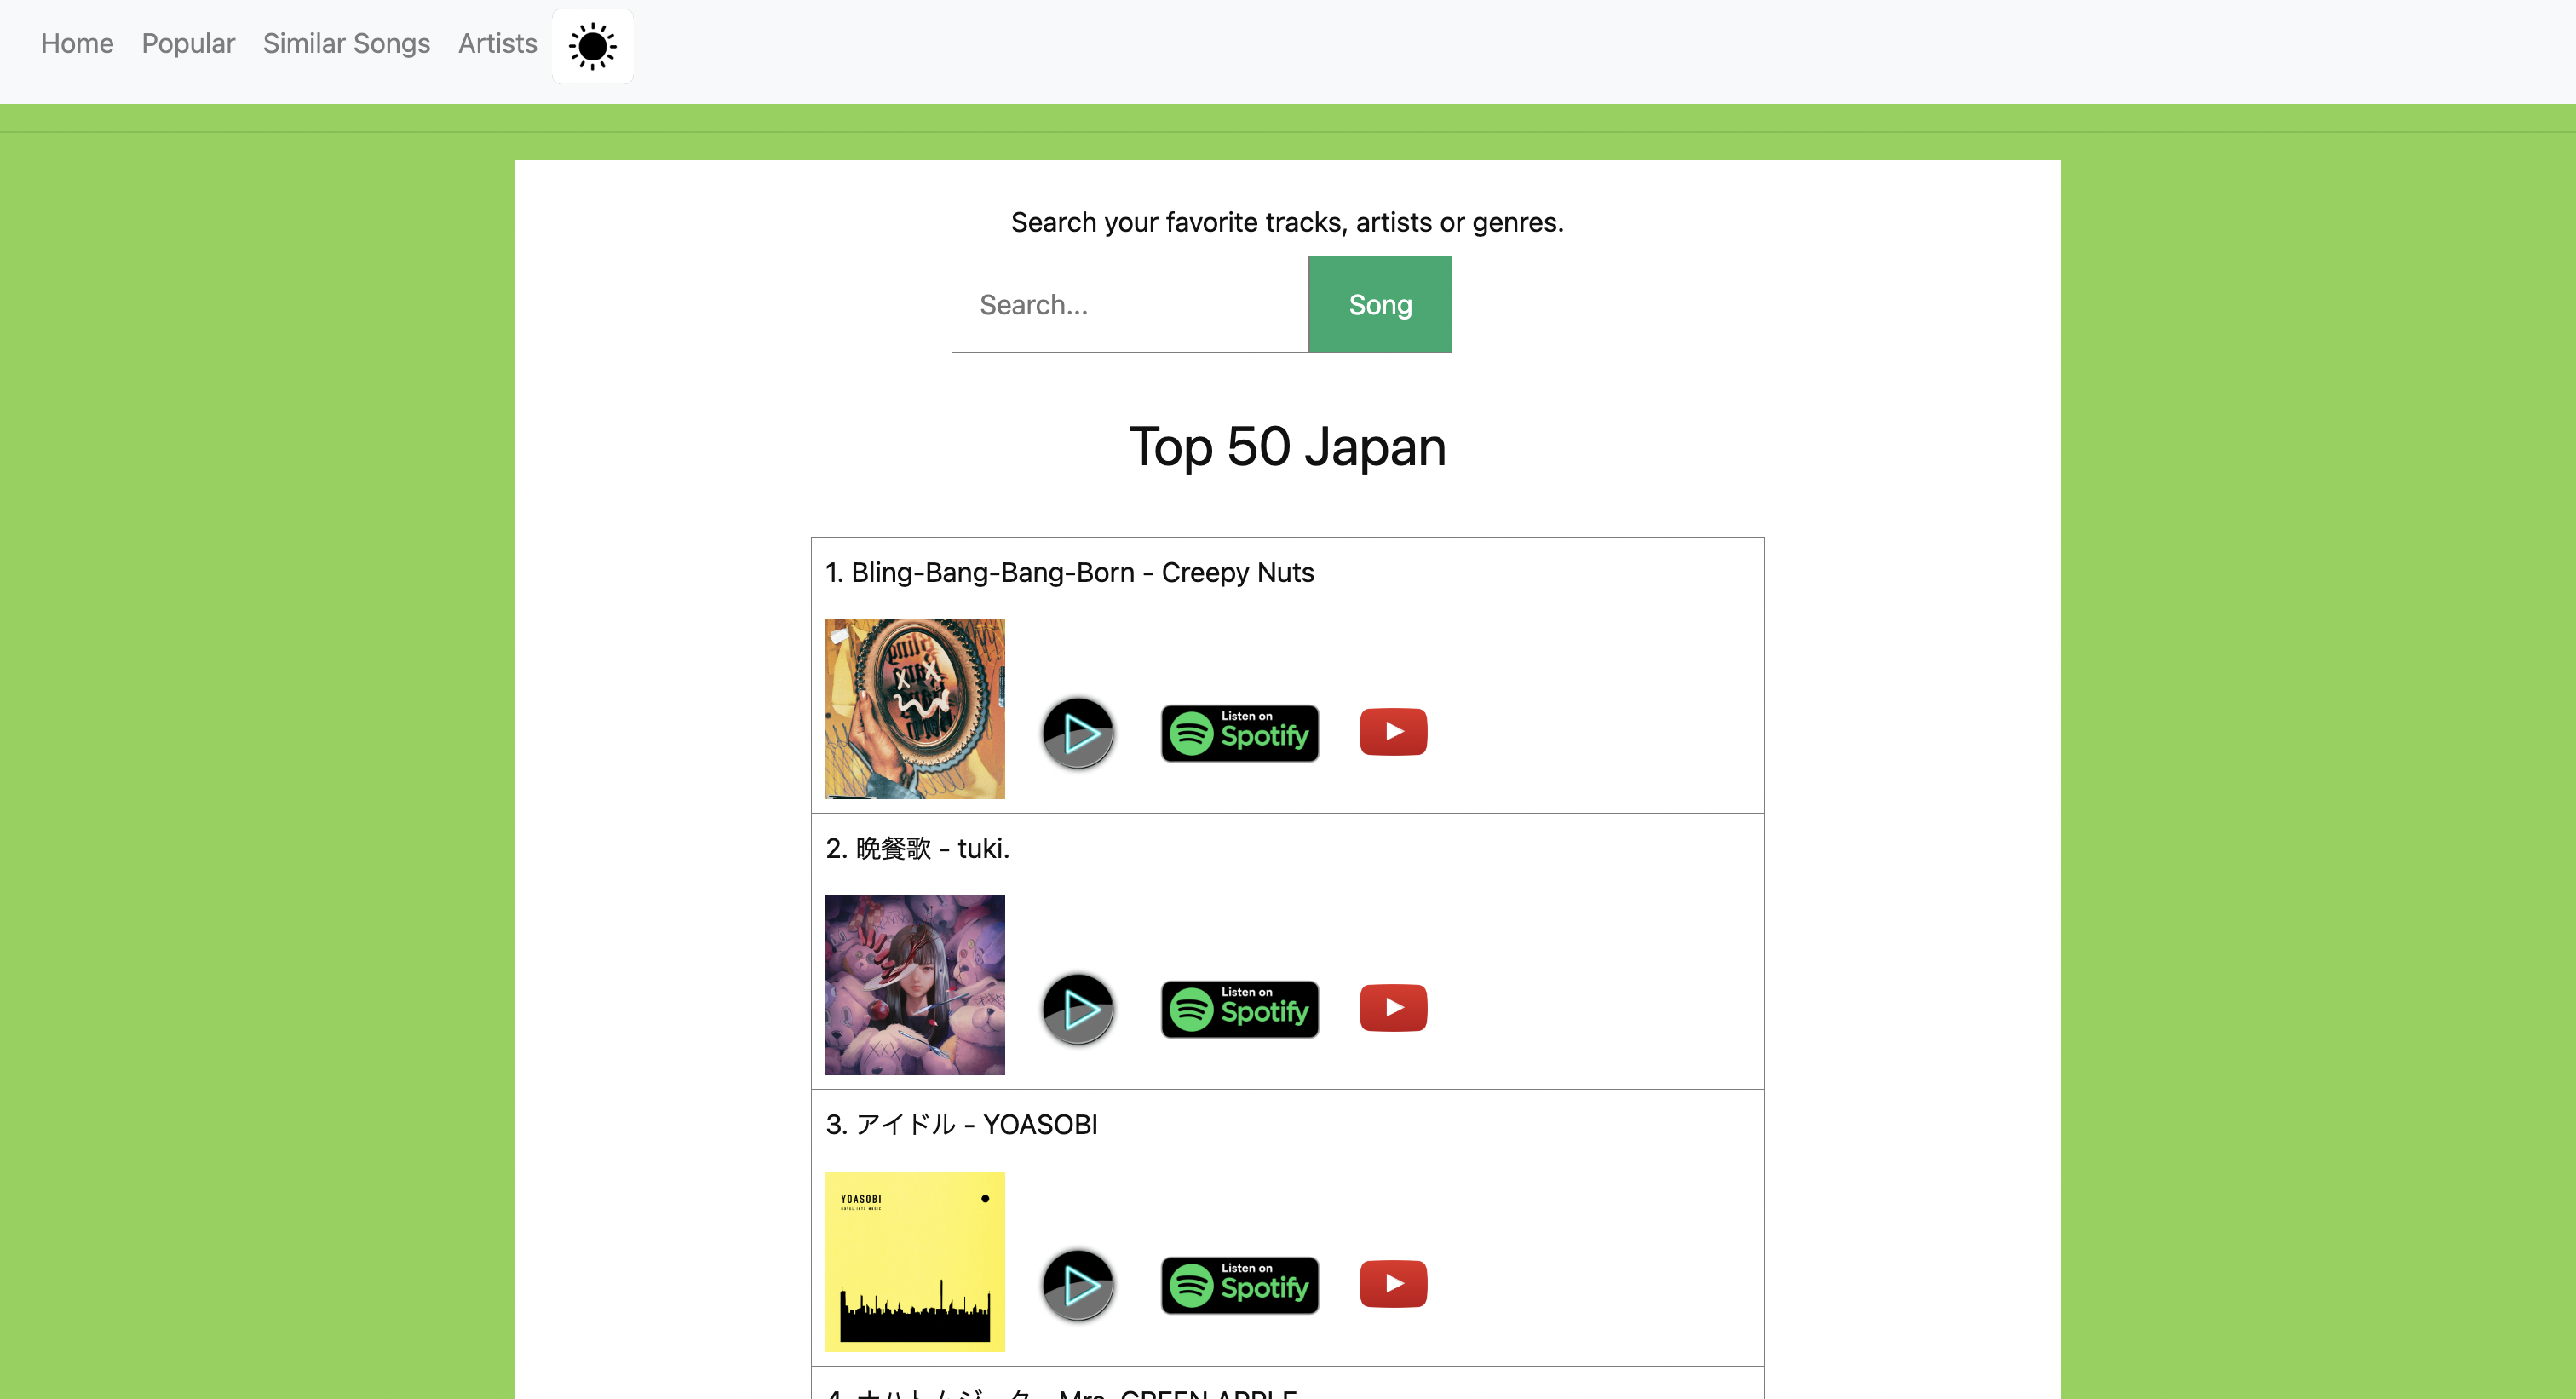 Home Popular Similar Songs Artists
Search your favorite tracks, artists or genres.
Search... Song
Top 50 Japan
1. Bling-Bang-Bang-Born - Creepy Nuts
Listen on
Spotify
2. 晩餐歌 - tuki.
Listen on
Spotify
3. アイドル - YOASOBI
YOASOBI
Listen on
Spotify